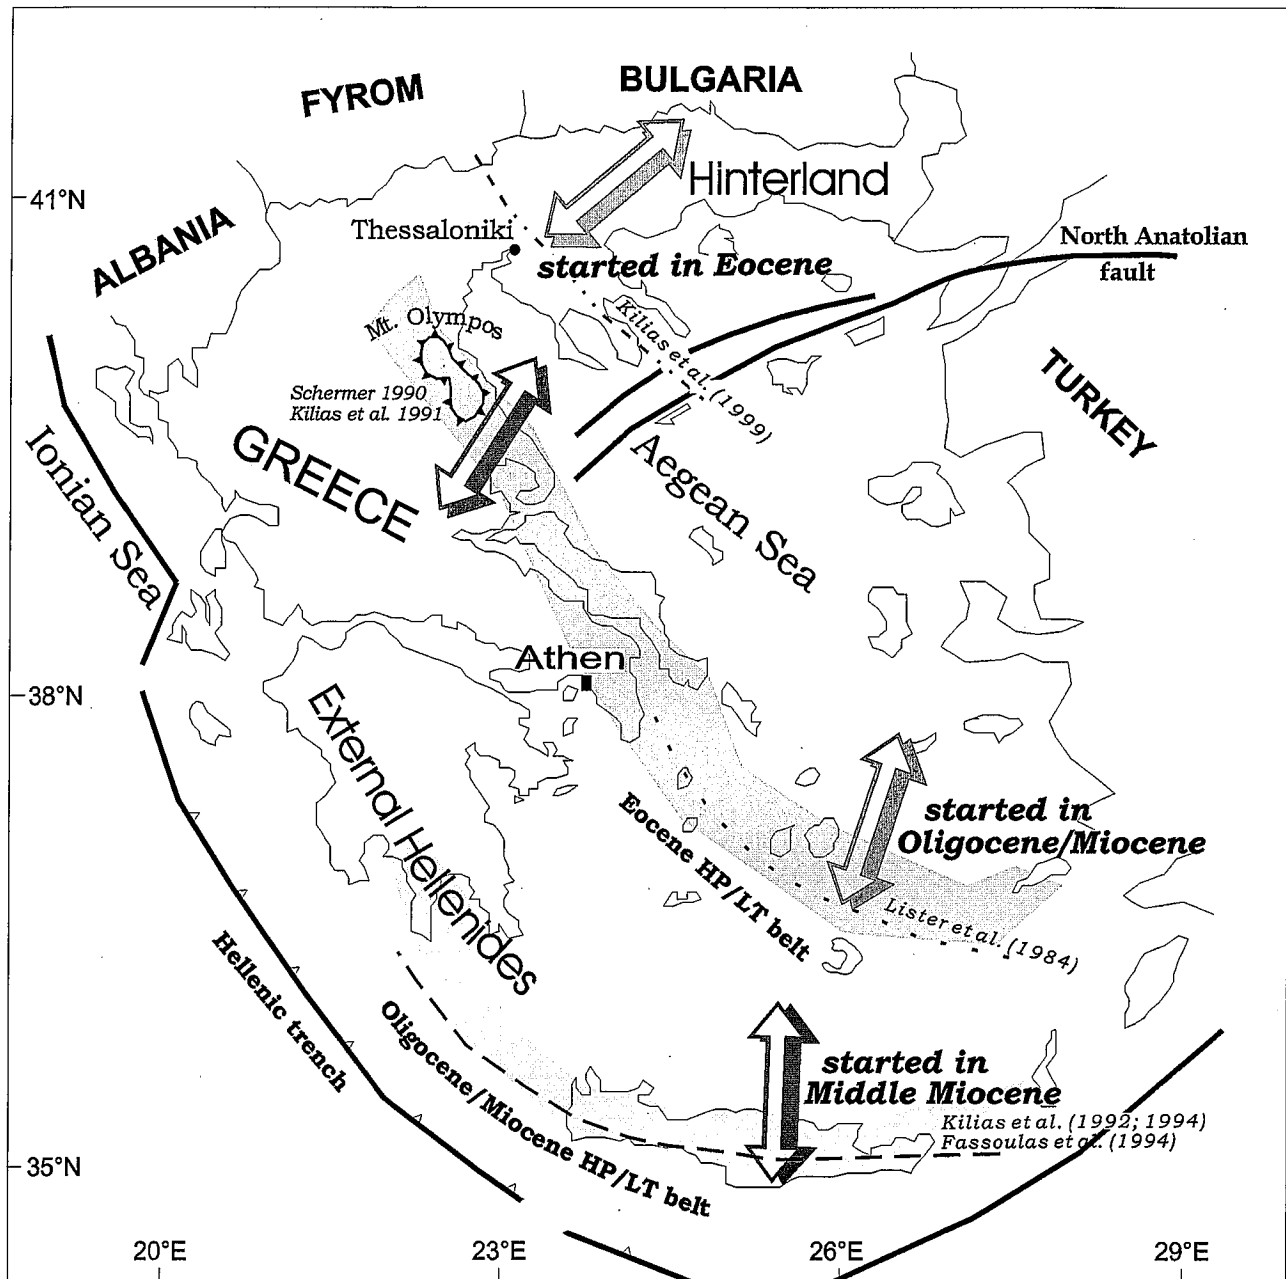 FYROM
BULGARIA
Hinterland
41°N
ALBANIA
Thessaloniki
North Anatolian
fault
started in Eocene
Mt. Olympos
Kilias et al. (1999)
Schermer 1990
Kilias et al. 1991
TURKEY
Ionian Sea
GREECE
Aegean Sea
Athen
38°N
External Hellenides
started in
Oligocene/Miocene
Eocene HP/LT belt
Lister et al. (1984)
Hellenic trench
Oligocene/Miocene HP/LT belt
started in
Middle Miocene
Kilias et al. (1992; 1994)
Fassoulas et al. (1994)
35°N
20°E
23°E
26°E
29°E